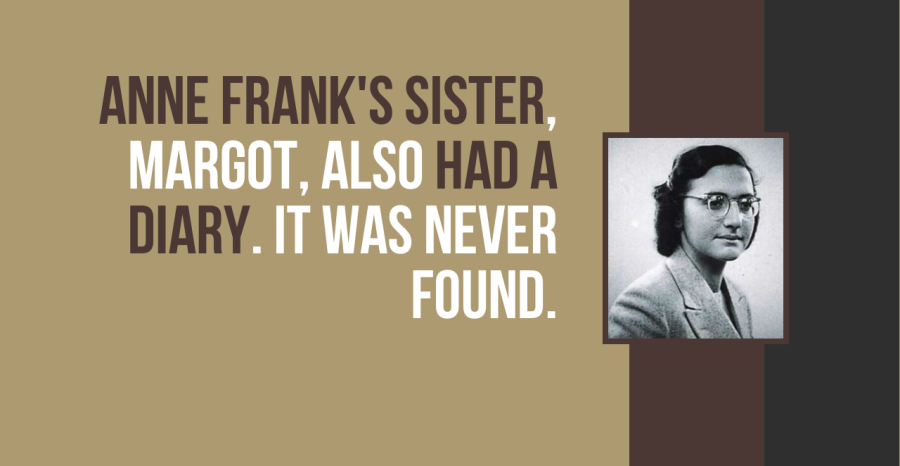 ANNE FRANK'S SISTER,
MARGOT, ALSO HAD A
DIARY. IT WAS NEVER
FOUND.